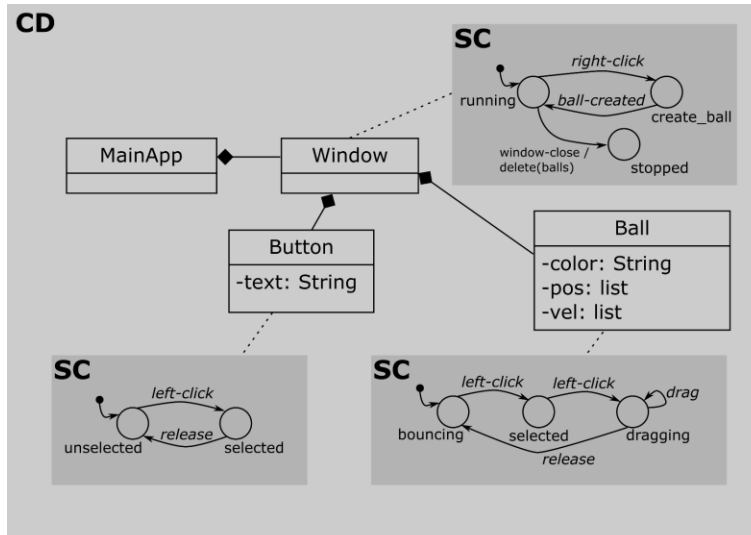 CD
SC
right-click
running
ball-created
create_ball
window-close /
delete(balls)
stopped
MainApp
Window
Button
-text: String
Ball
-color: String
-pos: list
-vel: list
SC
left-click
unselected
release
selected
SC
left-click
left-click
drag
bouncing
selected
dragging
release